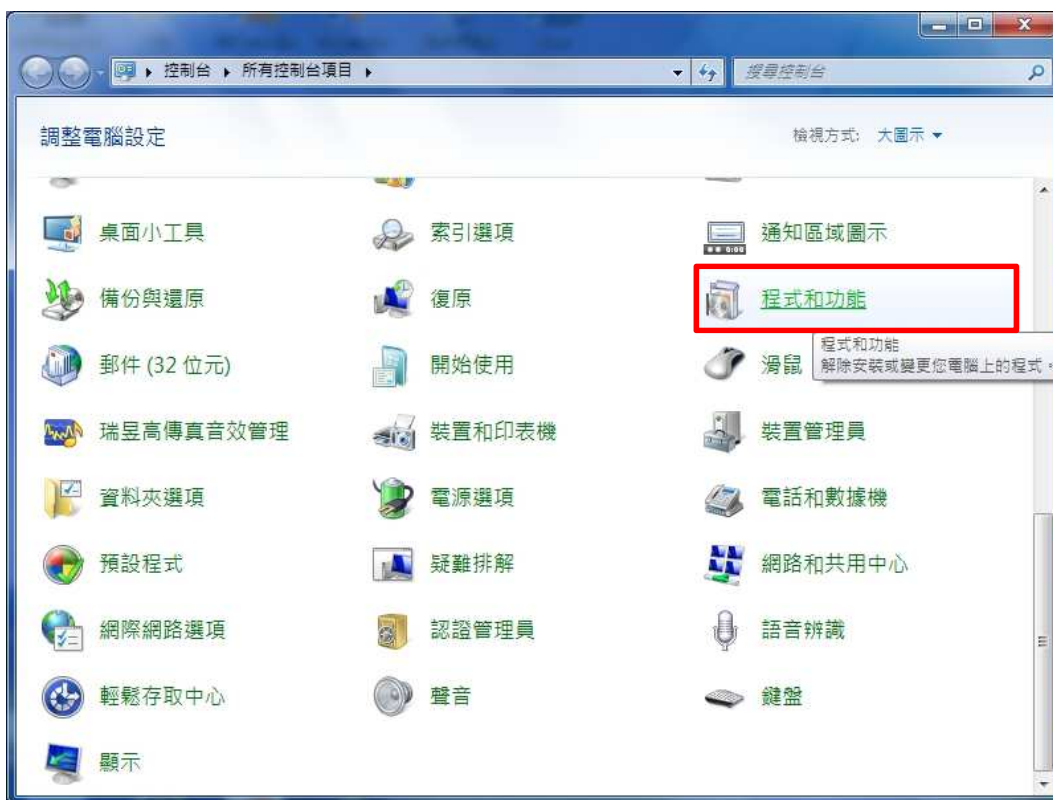 控制台 所有控制台項目
搜尋控制台
調整電腦設定
檢視方式: 大圖示
桌面小工具 索引選項 通知區域圖示
備份與還原 復原 程式和功能
程式和功能
郵件 (32 位元) 開始使用 滑鼠
解除安裝或變更您電腦上的程式。
瑞昱高傳真音效管理 裝置和印表機 裝置管理員
資料夾選項 電源選項 電話和數據機
預設程式 疑難排解 網路和共用中心
網際網路選項 認證管理員 語音辨識
輕鬆存取中心 聲音 鍵盤
顯示